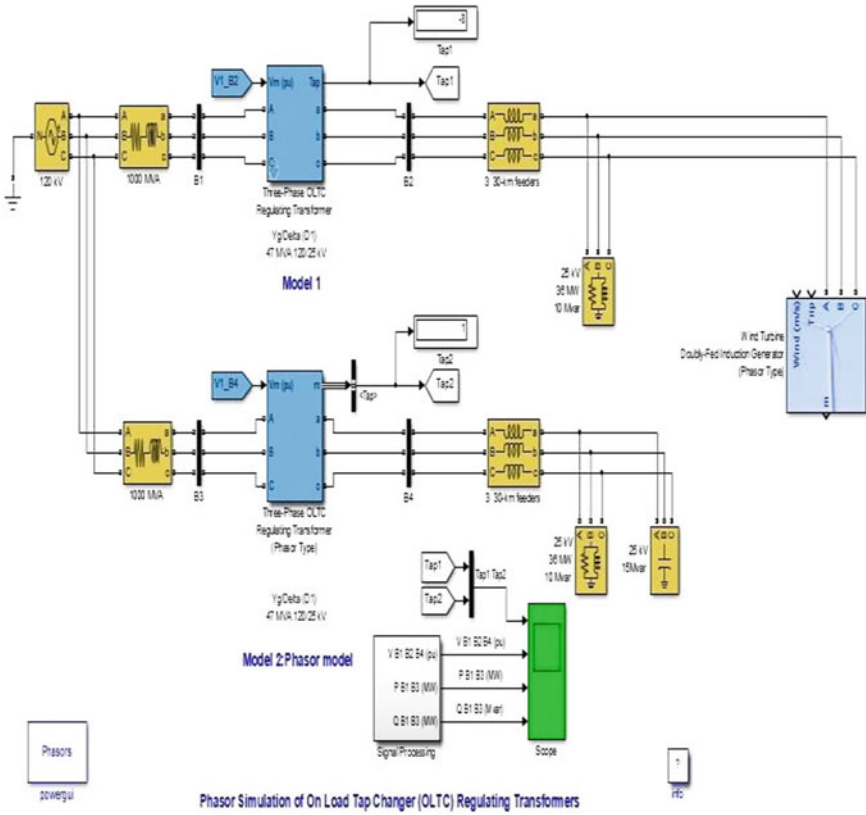 -8
Tap1
V1_B2
Vm (pu)
Tap
Tap1
A
A
a
A
a
A
a
N
B
B
b
B
b
B
b
C
C
c
C
c
C
c
120 kV
1000 MVA
B1
B2
3 30-km feeders
Three-Phase OLTC
Regulating Transformer
Yg/Delta (D1)
47 MVA 120/25 kV
Model 1
A B C
25 kV
36 MW
10 Mvar
Wind (m/s)
Trip
A
B
C
m
Wind Turbine
Doubly-Fed Induction Generator
(Phasor Type)
1
Tap2
V1_B4
Vm (pu)
m
<Tap>
Tap2
A
a
A
a
A
a
B
b
B
b
B
b
C
c
C
c
C
c
1000 MVA
B3
B4
3 30-km feeders
Three-Phase OLTC
Regulating Transformer
(Phasor Type)
Yg/Delta (D1)
47 MVA 120/25 kV
A B C
25 kV
36 MW
10 Mvar
A B C
25 kV
15Mvar
Tap1
Tap2
Tap1 Tap2
Model 2:Phasor model
V B1 B2 B4 (pu)
V B1 B2 B4 (pu)
P B1 B3 (MW)
P B1 B3 (MW)
Q B1 B3 (MW)
Q B1 B3 (Mvar)
Signal Processing
Scope
Phasors
powergui
?
info
Phasor Simulation of On Load Tap Changer (OLTC) Regulating Transformers